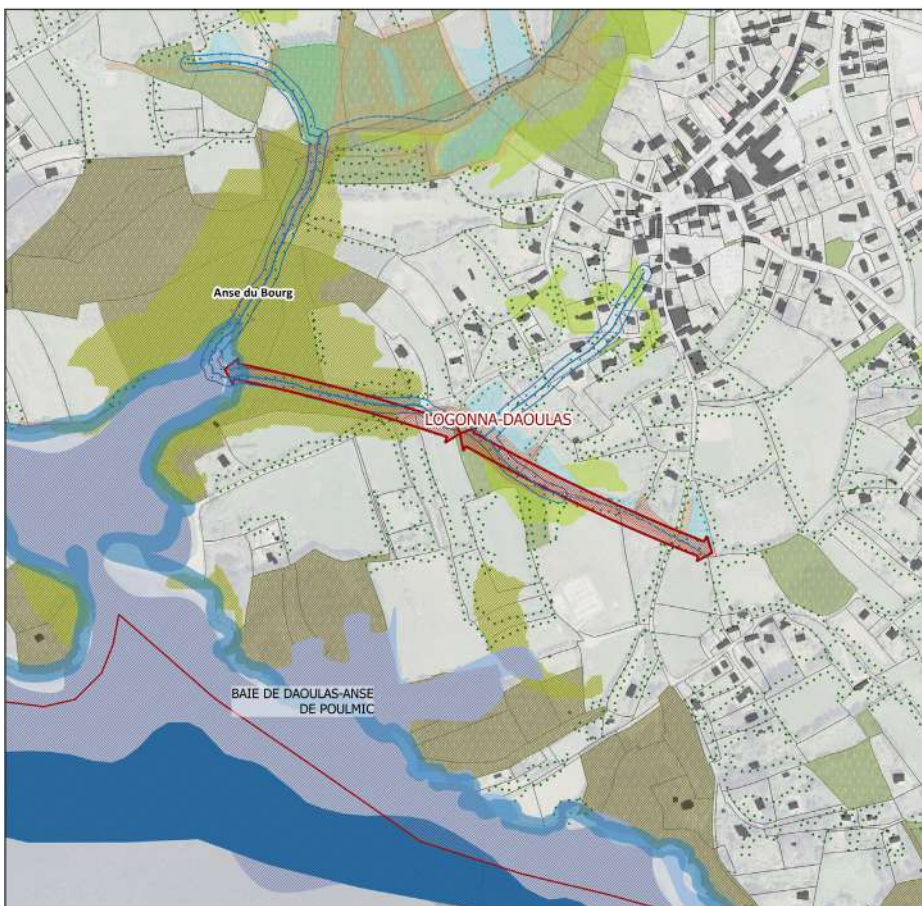 Anse du Bourg
LOGONNA-DAOULAS
BAIE DE DAOULAS-ANSE
DE POULMIC